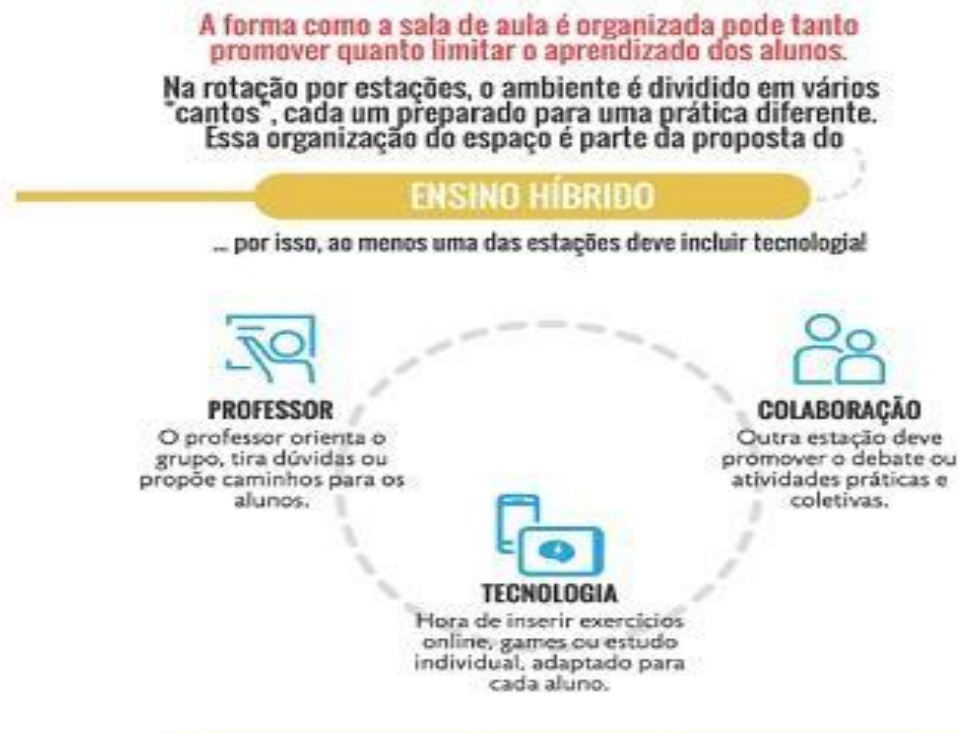 A forma como a sala de aula é organizada pode tanto
promover quanto limitar o aprendizado dos alunos.
Na rotação por estações, o ambiente é dividido em vários
"cantos", cada um preparado para uma prática diferente.
Essa organização do espaço é parte da proposta do
ENSINO HÍBRIDO
... por isso, ao menos uma das estações deve incluir tecnologia!
PROFESSOR
O professor orienta o
grupo, tira dúvidas ou
propõe caminhos para os
alunos.
COLABORAÇÃO
Outra estação deve
promover o debate ou
atividades práticas e
coletivas.
TECNOLOGIA
Hora de inserir exercícios
online, games ou estudo
individual, adaptado para
cada aluno.